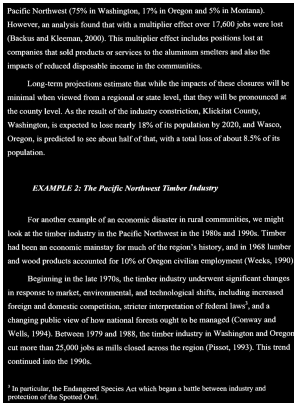 Pacific Northwest (75% in Washington, 17% in Oregon and 5% in Montana).
However, an analysis found that with a multiplier effect over 17,600 jobs were lost
(Backus and Kleeman, 2000). This multiplier effect includes positions lost at
companies that sold products or services to the aluminum smelters and also the
impacts of reduced disposable income in the communities.
Long-term projections estimate that while the impacts of these closures will be
minimal when viewed from a regional or state level, that they will be pronounced at
the county level. As the result of the industry constriction, Klickitat County,
Washington, is expected to lose nearly 18% of its population by 2020, and Wasco,
Oregon, is predicted to see about half of that, with a total loss of about 8.5% of its
population.
EXAMPLE 2: The Pacific Northwest Timber Industry
For another example of an economic disaster in rural communities, we might
look at the timber industry in the Pacific Northwest in the 1980s and 1990s. Timber
had been an economic mainstay for much of the region's history, and in 1968 lumber
and wood products accounted for 10% of Oregon civilian employment (Weeks, 1990)
Beginning in the late 1970s, the timber industry underwent significant changes
in response to market, environmental, and technological shifts, including increased
foreign and domestic competition, stricter interpretation of federal laws⁹, and a
changing public view of how national forests ought to be managed (Conway and
Wells, 1994). Between 1979 and 1988, the timber industry in Washington and Oregon
cut more than 25,000 jobs as mills closed across the region (Pissot, 1993). This trend
continued into the 1990s.
⁹ In particular, the Endangered Species Act which began a battle between industry and
protection of the Spotted Owl.